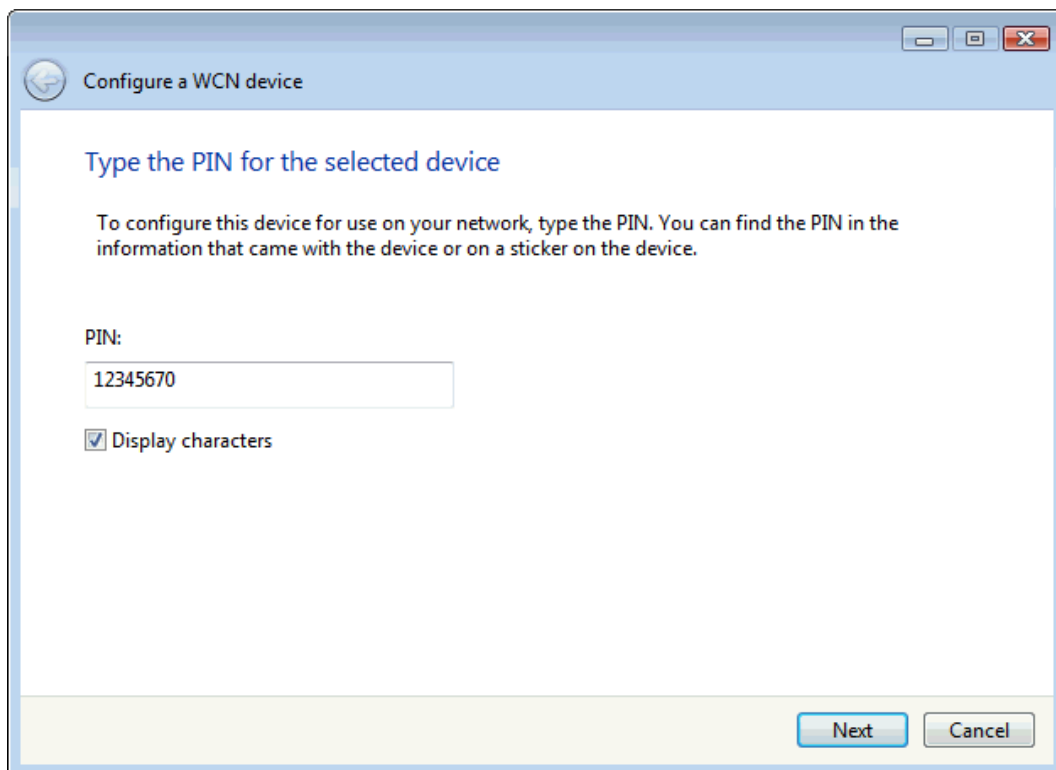 Configure a WCN device
Type the PIN for the selected device
To configure this device for use on your network, type the PIN. You can find the PIN in the
information that came with the device or on a sticker on the device.
PIN:
12345670
Display characters
Next
Cancel